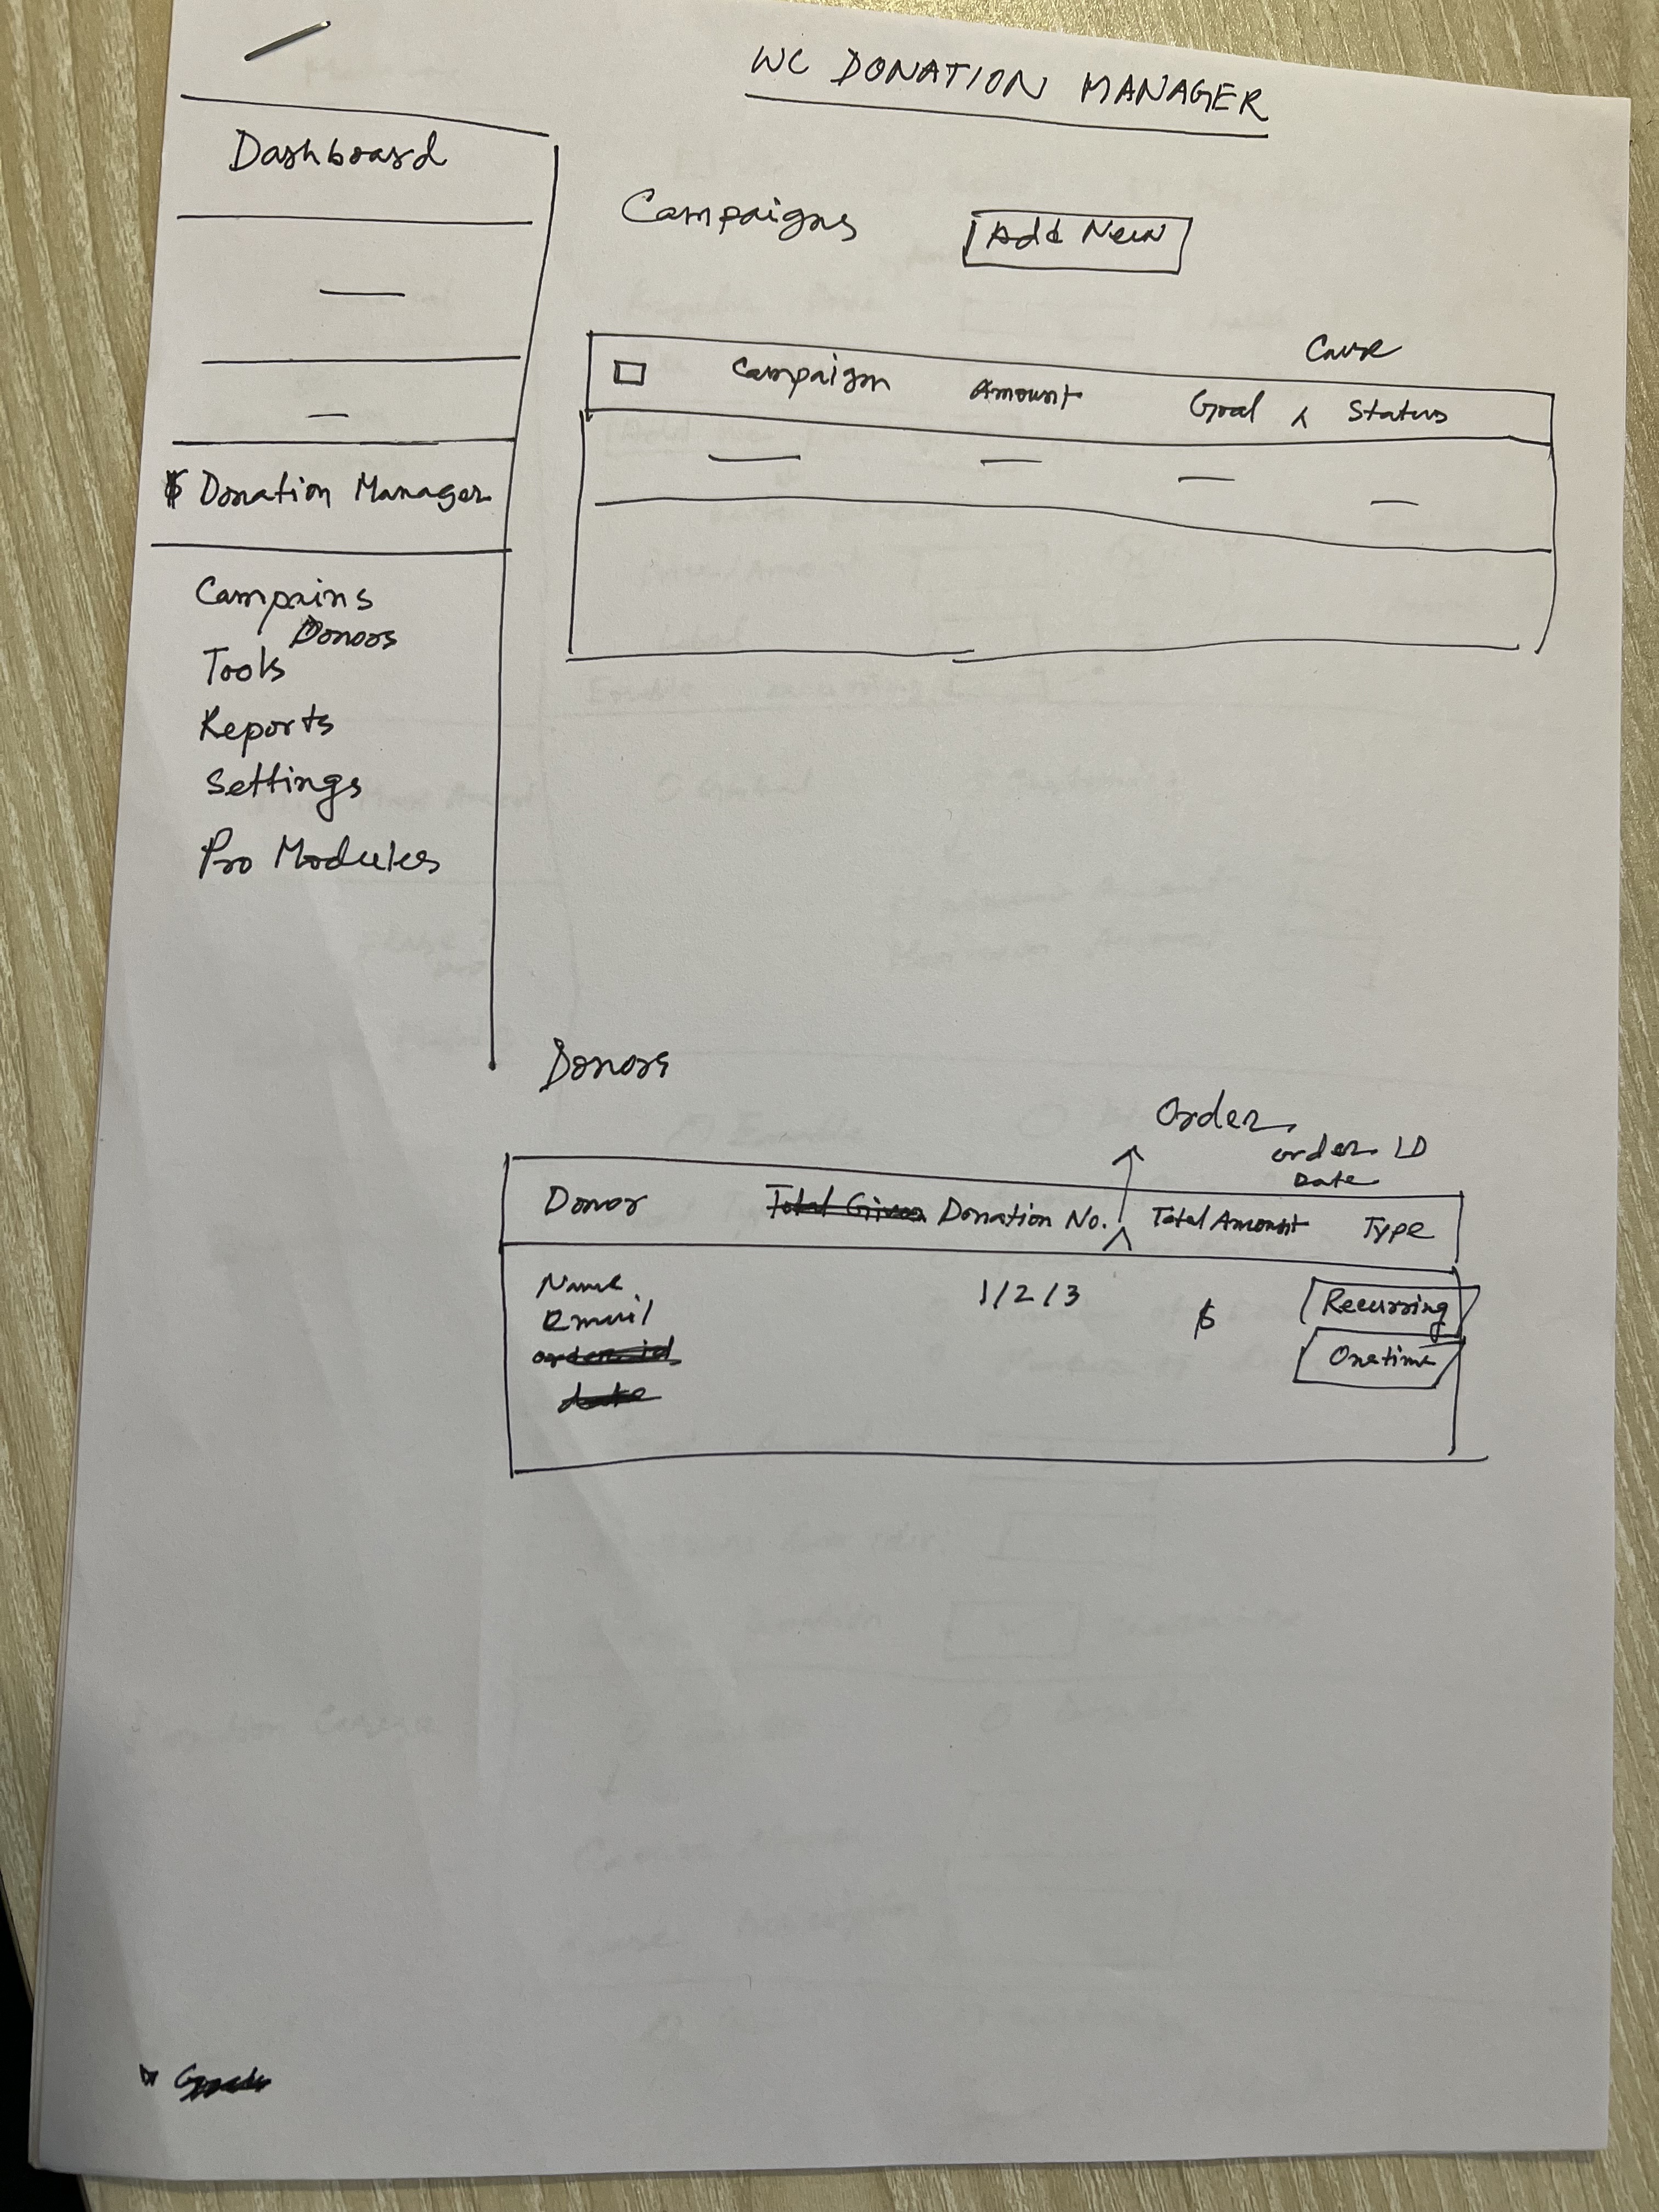 WC DONATION MANAGER
Dashboard
$ Donation Manager
Campains
Donors
Tools
Reports
Settings
Pro Modules
Campaigns
Add New
Cause
Campaign Amount Goal ^ Status
Donors
Order
order ID
Date
Donor Total Given Donation No. ^ Total Amount Type
Name 1/2/3 $ Recurring
Email Onetime
order id
date